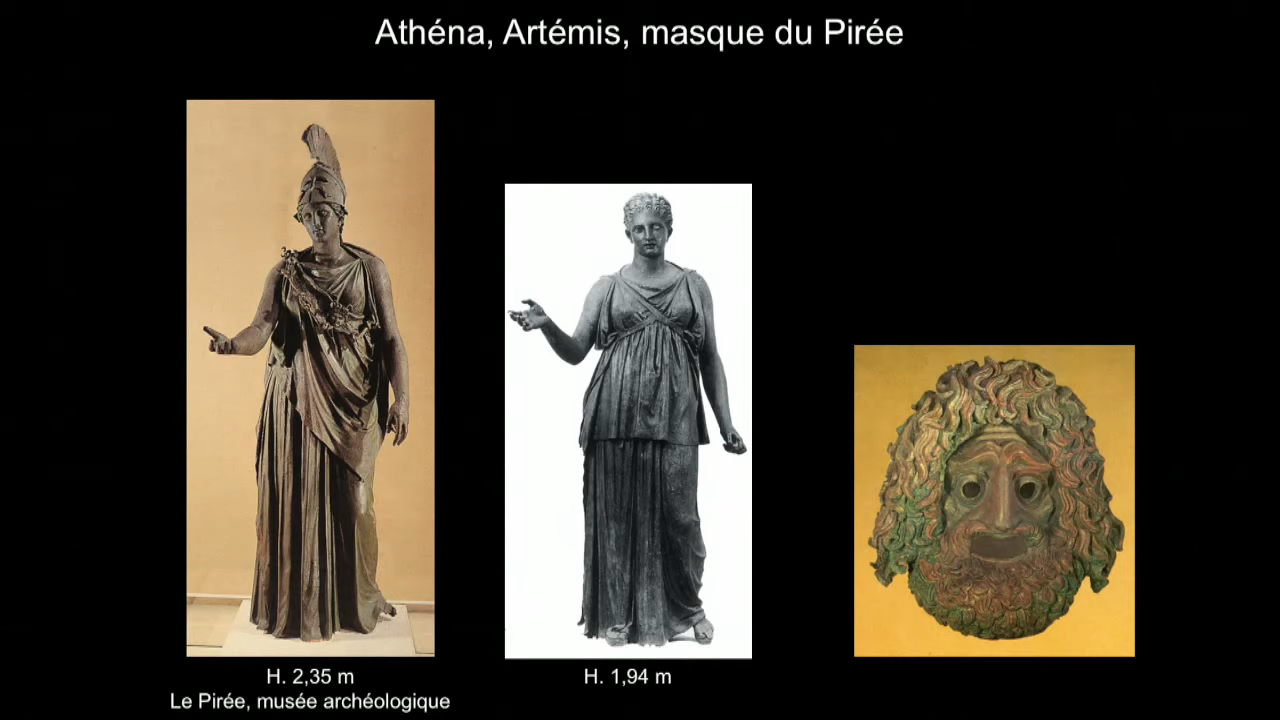 Athéna, Artémis, masque du Pirée
H. 2,35 m
Le Pirée, musée archéologique
H. 1,94 m